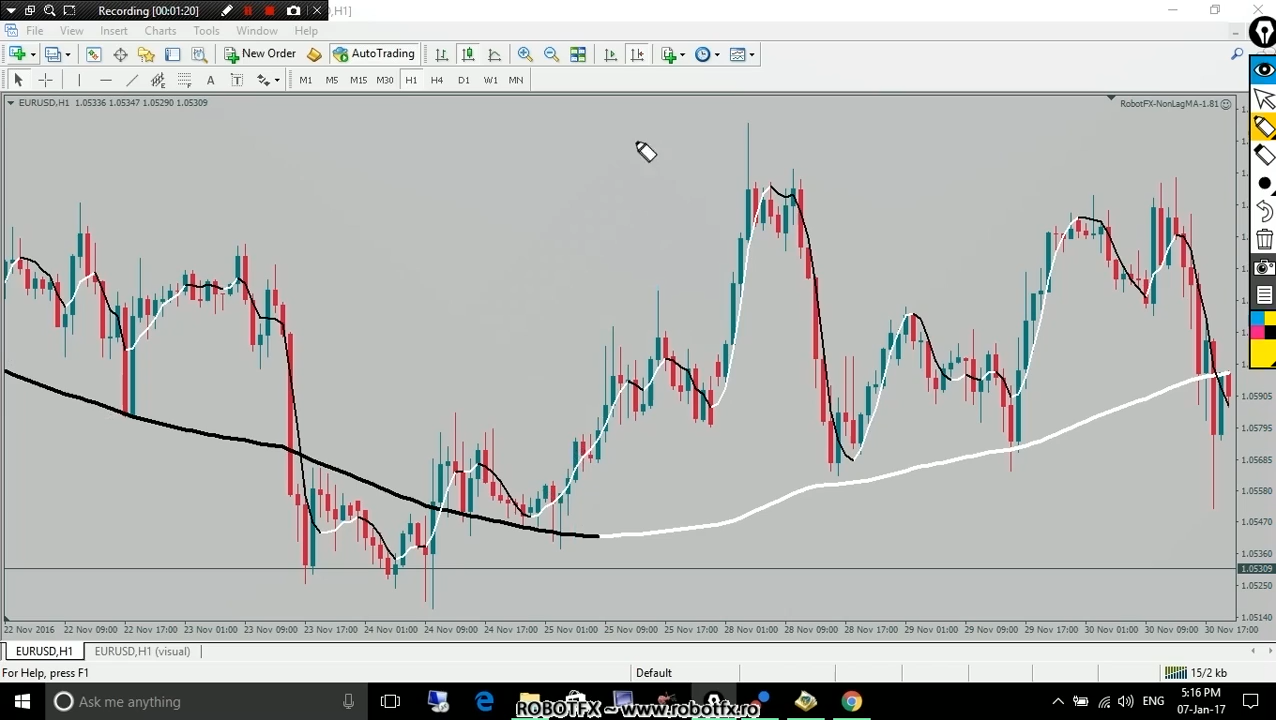 Recording [00:01:20]
,H1]
File View Insert Charts Tools Window Help
New Order AutoTrading
A T M1 M5 M15 M30 H1 H4 D1 W1 MN
EURUSD,H1 1.05336 1.05347 1.05290 1.05309
RobotFX-NonLagMA-1.81
1.05905
1.05795
1.05685
1.05580
1.05470
1.05360
1.05309
1.05250
1.05140
22 Nov 2016 22 Nov 09:00 22 Nov 17:00 23 Nov 01:00 23 Nov 09:00 23 Nov 17:00 24 Nov 01:00 24 Nov 09:00 24 Nov 17:00 25 Nov 01:00 25 Nov 09:00 25 Nov 17:00 28 Nov 01:00 28 Nov 09:00 28 Nov 17:00 29 Nov 01:00 29 Nov 09:00 29 Nov 17:00 30 Nov 01:00 30 Nov 09:00 30 Nov 17:00
EURUSD,H1 EURUSD,H1 (visual)
For Help, press F1 Default 15/2 kb
Ask me anything ENG 5:16 PM
07-Jan-17
ROBOTFX ~ www.robotfx.ro